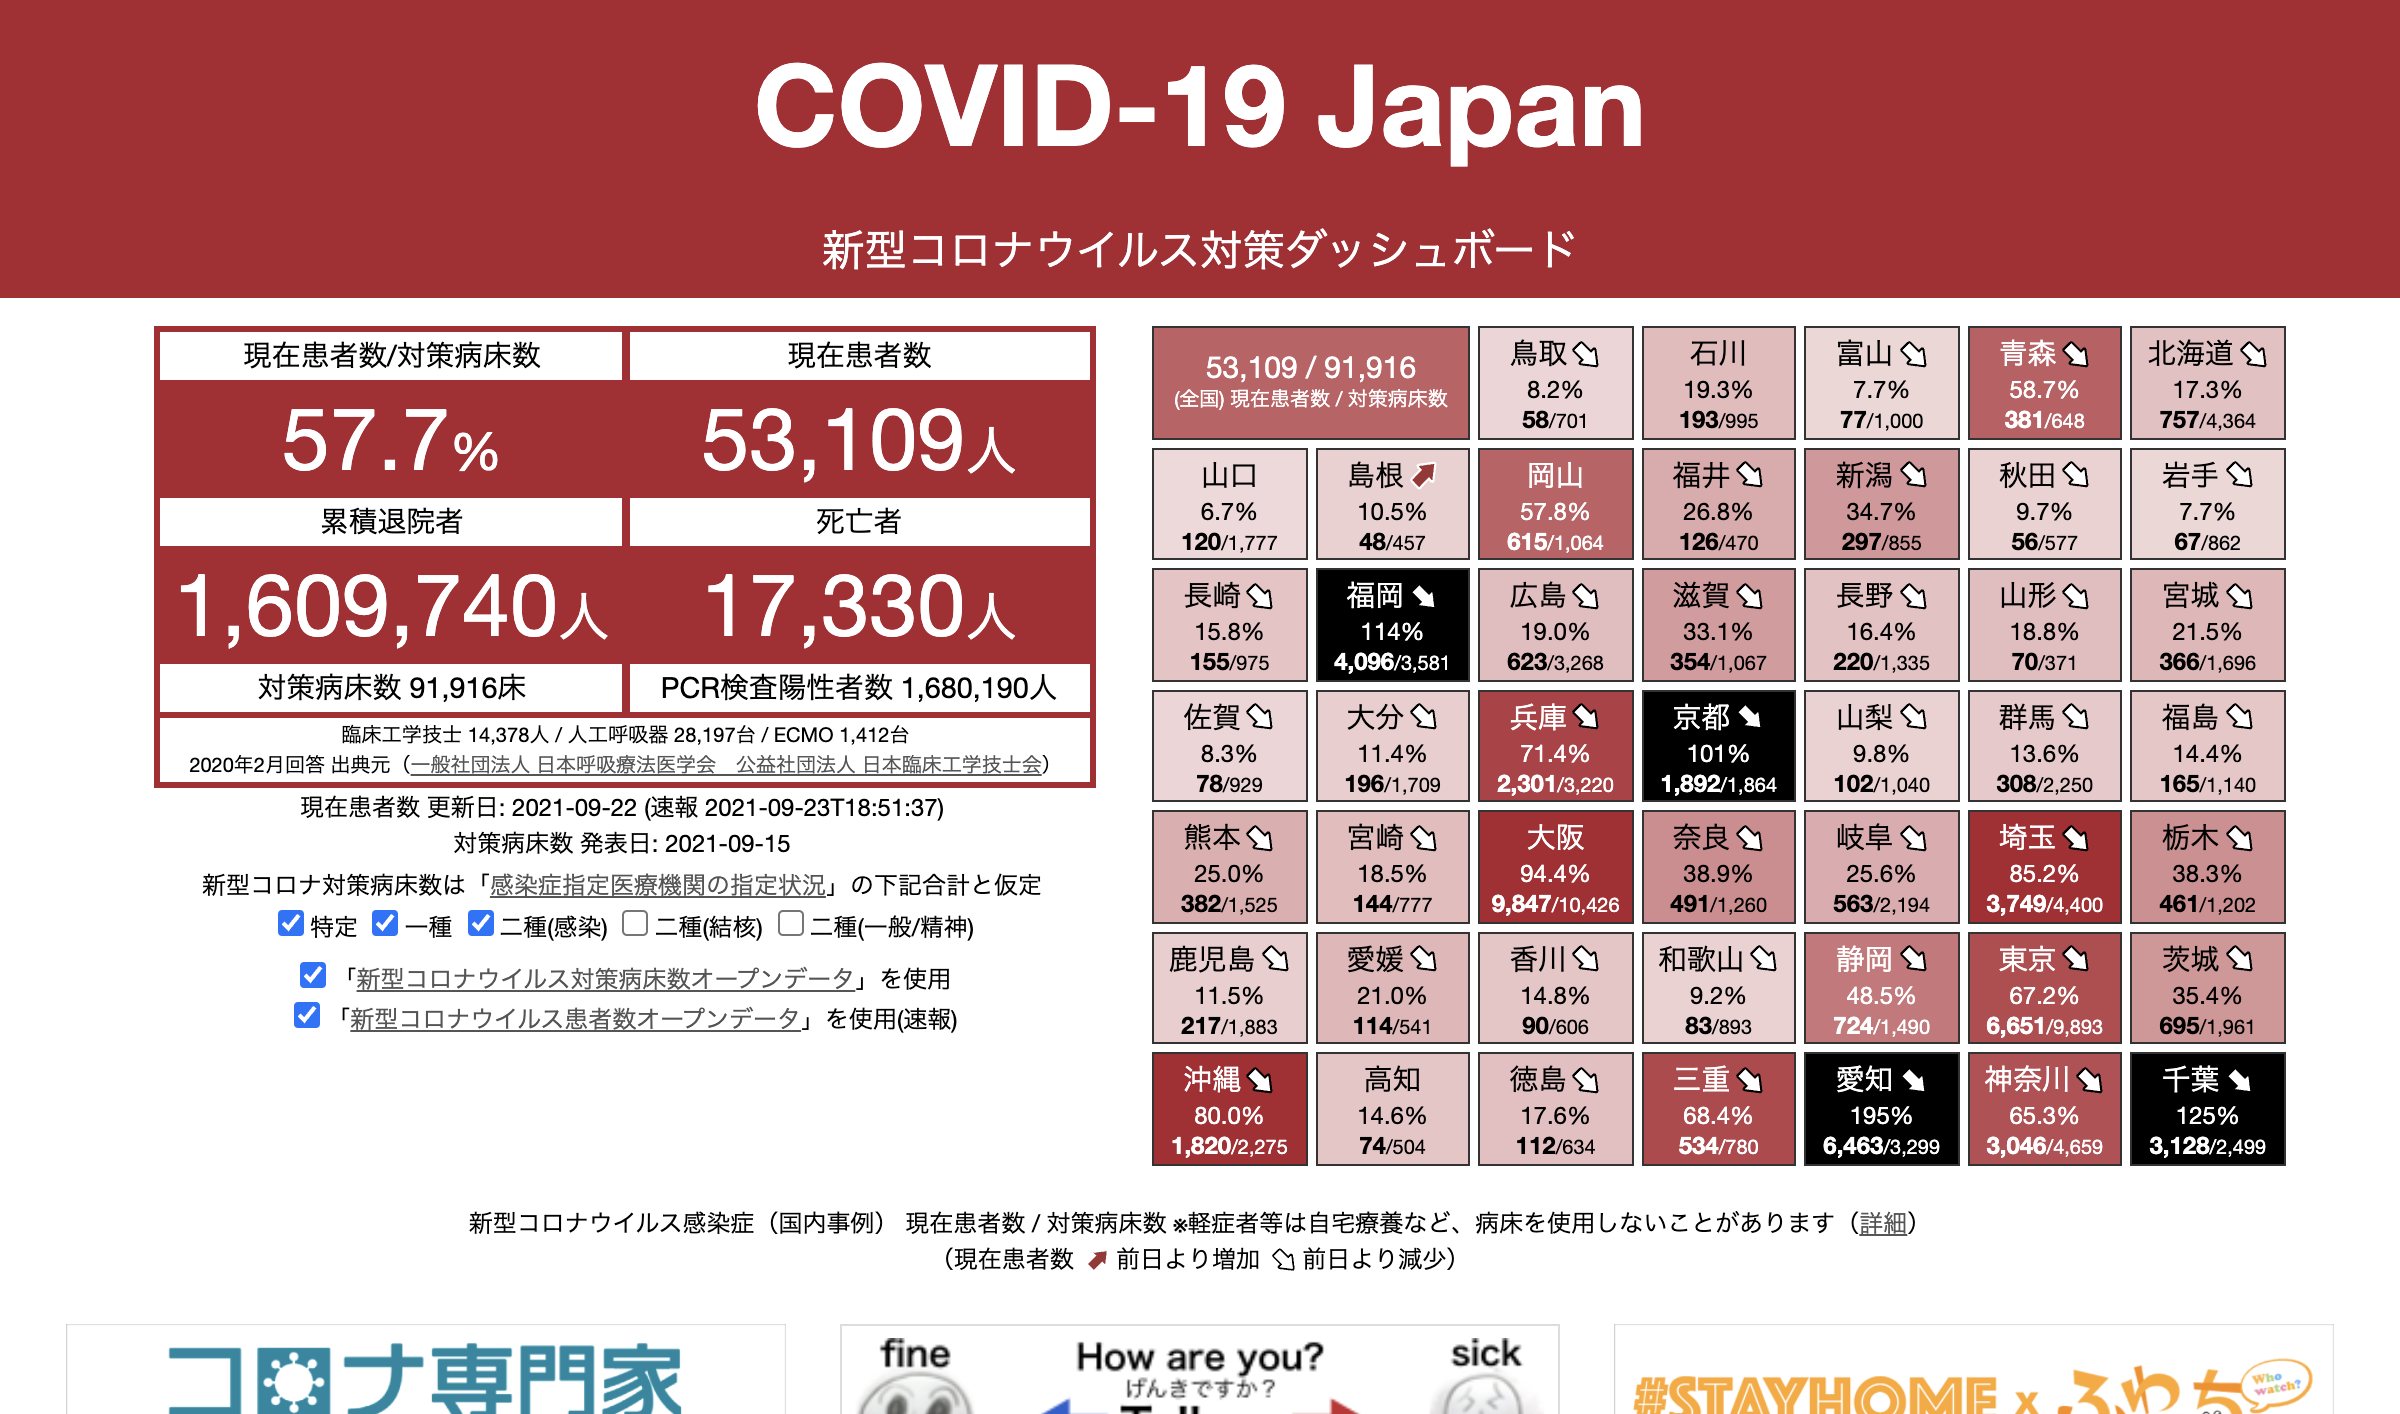 COVID-19 Japan
新型コロナウイルス対策ダッシュボード
現在患者数/対策病床数
現在患者数
57.7%
53,109人
累積退院者
死亡者
1,609,740人
17,330人
対策病床数 91,916床
PCR検査陽性者数 1,680,190人
臨床工学技士 14,378人 / 人工呼吸器 28,197台 / ECMO 1,412台
2020年2月回答 出典元（一般社団法人 日本呼吸療法医学会　公益社団法人 日本臨床工学技士会）
現在患者数 更新日: 2021-09-22 (速報 2021-09-23T18:51:37)
対策病床数 発表日: 2021-09-15
新型コロナ対策病床数は「感染症指定医療機関の指定状況」の下記合計と仮定
特定 一種 二種(感染) 二種(結核) 二種(一般/精神)
「新型コロナウイルス対策病床数オープンデータ」を使用
「新型コロナウイルス患者数オープンデータ」を使用(速報)
53,109 / 91,916
(全国) 現在患者数 / 対策病床数
鳥取
8.2%
58/701
石川
19.3%
193/995
富山
7.7%
77/1,000
青森
58.7%
381/648
北海道
17.3%
757/4,364
山口
6.7%
120/1,777
島根
10.5%
48/457
岡山
57.8%
615/1,064
福井
26.8%
126/470
新潟
34.7%
297/855
秋田
9.7%
56/577
岩手
7.7%
67/862
長崎
15.8%
155/975
福岡
114%
4,096/3,581
広島
19.0%
623/3,268
滋賀
33.1%
354/1,067
長野
16.4%
220/1,335
山形
18.8%
70/371
宮城
21.5%
366/1,696
佐賀
8.3%
78/929
大分
11.4%
196/1,709
兵庫
71.4%
2,301/3,220
京都
101%
1,892/1,864
山梨
9.8%
102/1,040
群馬
13.6%
308/2,250
福島
14.4%
165/1,140
熊本
25.0%
382/1,525
宮崎
18.5%
144/777
大阪
94.4%
9,847/10,426
奈良
38.9%
491/1,260
岐阜
25.6%
563/2,194
埼玉
85.2%
3,749/4,400
栃木
38.3%
461/1,202
鹿児島
11.5%
217/1,883
愛媛
21.0%
114/541
香川
14.8%
90/606
和歌山
9.2%
83/893
静岡
48.5%
724/1,490
東京
67.2%
6,651/9,893
茨城
35.4%
695/1,961
沖縄
80.0%
1,820/2,275
高知
14.6%
74/504
徳島
17.6%
112/634
三重
68.4%
534/780
愛知
195%
6,463/3,299
神奈川
65.3%
3,046/4,659
千葉
125%
3,128/2,499
新型コロナウイルス感染症（国内事例） 現在患者数 / 対策病床数 ※軽症者等は自宅療養など、病床を使用しないことがあります（詳細）
（現在患者数 前日より増加 前日より減少）
コロナ専門家
fine
How are you?
sick
げんきですか？
#STAYHOME x ふわっち
Who
watch?